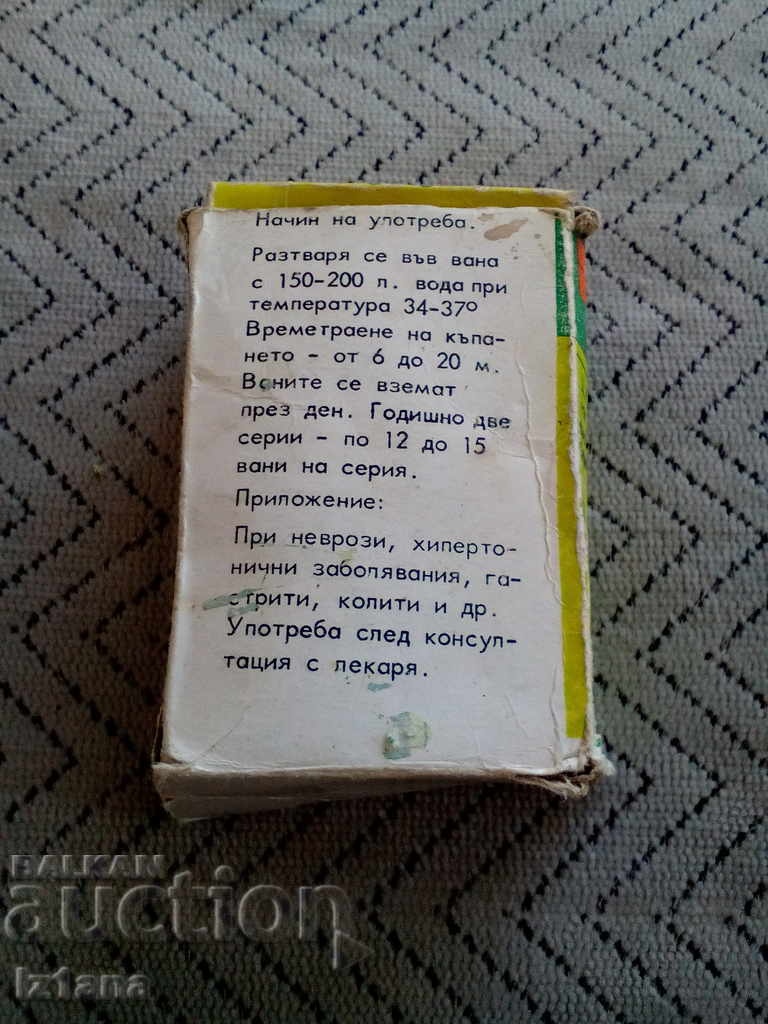 Начин на употреба.
Разтваря се във вана
с 150-200 л. вода при
температура 34-37°
Времетраене на къпа-
нето - от 6 до 20 м.
Ваните се вземат
през ден. Годишно две
серии - по 12 до 15
вани на серия.
Приложение:
При неврози, хиперто-
нични заболявания, га-
стрити, колити и др.
Употреба след консул-
тация с лекаря.
BALKAN
auction
Iz1ana